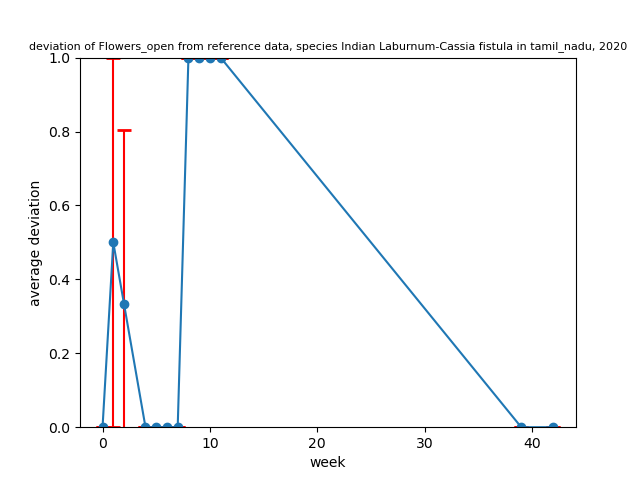 deviation of Flowers_open from reference data, species Indian Laburnum-Cassia fistula in tamil_nadu, 2020
1.0
0.8
0.6
0.4
0.2
0.0
average deviation
0 10 20 30 40
week